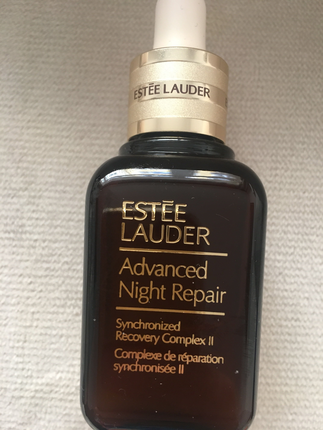 ESTĒE LAUDER
ESTĒE
LAUDER
Advanced
Night Repair
Synchronized
Recovery Complex II
Complexe de réparation
synchronisée II